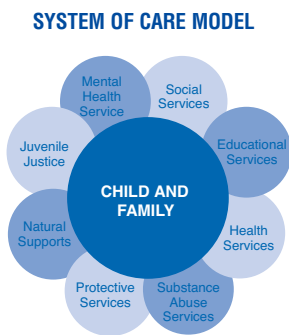 SYSTEM OF CARE MODEL
Mental
Health
Service
Social
Services
Educational
Services
Health
Services
Substance
Abuse
Services
Protective
Services
Natural
Supports
Juvenile
Justice
CHILD AND
FAMILY